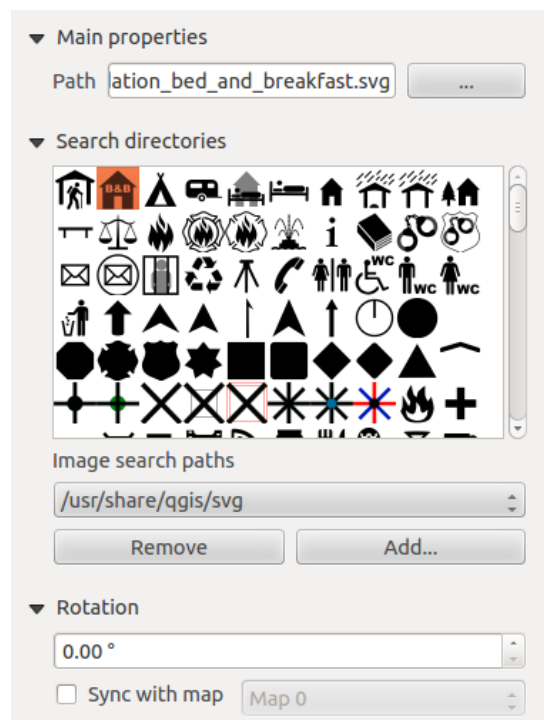 Main properties
Path lation_bed_and_breakfast.svg ...
Search directories
B&B
i
WC
WC WC
Image search paths
/usr/share/qgis/svg
Remove Add...
Rotation
0.00 °
Sync with map Map 0